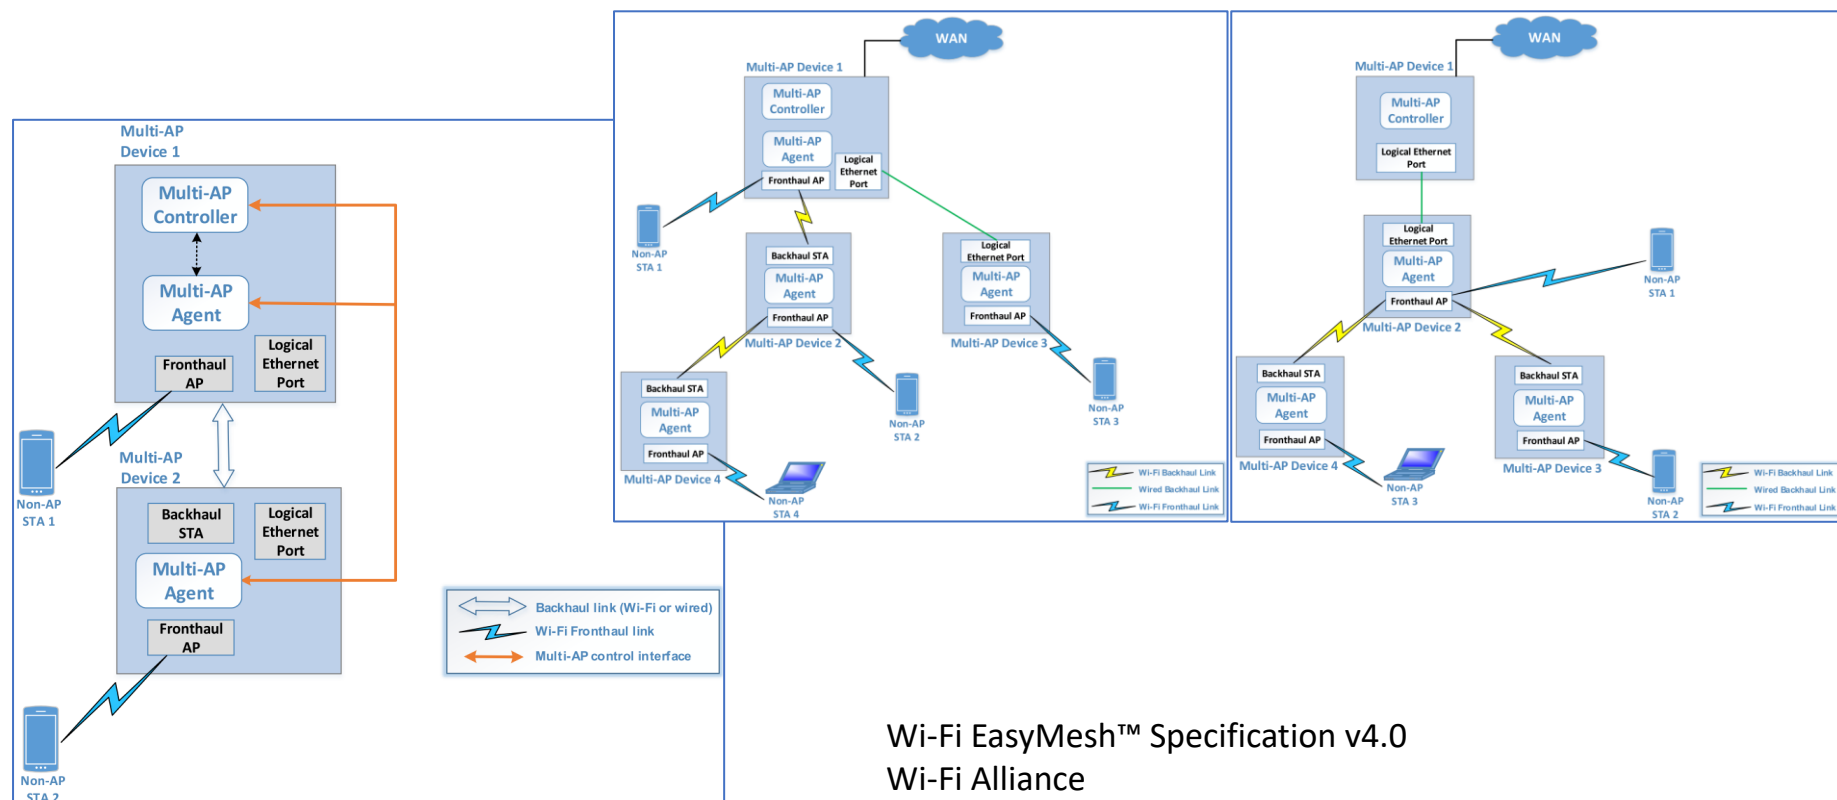 Multi-AP
Device 1
Multi-AP
Controller
Multi-AP
Agent
Fronthaul
AP
Logical
Ethernet
Port
Non-AP
STA 1
Multi-AP
Device 2
Backhaul
STA
Logical
Ethernet
Port
Multi-AP
Agent
Fronthaul
AP
Non-AP
STA 2
Backhaul link (Wi-Fi or wired)
Wi-Fi Fronthaul link
Multi-AP control interface
WAN
Multi-AP Device 1
Multi-AP
Controller
Multi-AP
Agent
Logical
Ethernet
Port
Fronthaul AP
Non-AP
STA 1
Backhaul STA
Multi-AP
Agent
Fronthaul AP
Multi-AP Device 2
Logical
Ethernet Port
Multi-AP
Agent
Fronthaul AP
Multi-AP Device 3
Non-AP
STA 2
Non-AP
STA 3
Backhaul STA
Multi-AP
Agent
Fronthaul AP
Multi-AP Device 4
Non-AP
STA 4
Wi-Fi Backhaul Link
Wired Backhaul Link
Wi-Fi Fronthaul Link
WAN
Multi-AP Device 1
Multi-AP
Controller
Logical Ethernet
Port
Logical
Ethernet Port
Multi-AP
Agent
Fronthaul AP
Multi-AP Device 2
Non-AP
STA 1
Backhaul STA
Multi-AP
Agent
Fronthaul AP
Multi-AP Device 4
Non-AP
STA 3
Backhaul STA
Multi-AP
Agent
Fronthaul AP
Multi-AP Device 3
Non-AP
STA 2
Wi-Fi Backhaul Link
Wired Backhaul Link
Wi-Fi Fronthaul Link
Wi-Fi EasyMesh™ Specification v4.0
Wi-Fi Alliance